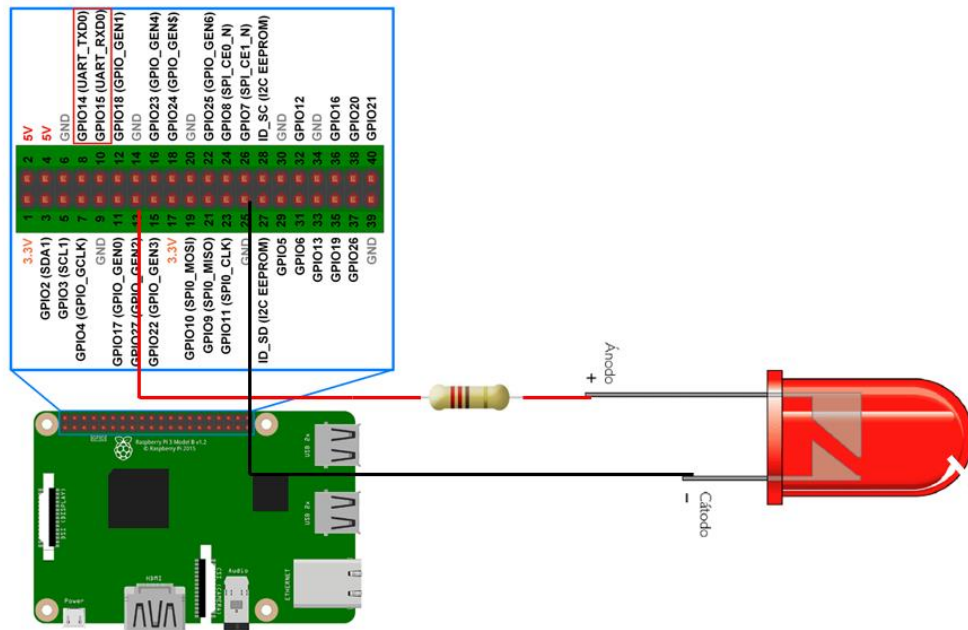 5V
5V
GND
GPIO14 (UART_TXD0)
GPIO15 (UART_RXD0)
GPIO18 (GPIO_GEN1)
GND
GPIO23 (GPIO_GEN4)
GPIO24 (GPIO_GEN$)
GND
GPIO25 (GPIO_GEN6)
GPIO8 (SPI_CE0_N)
GPIO7 (SPI_CE1_N)
ID_SC (I2C EEPROM)
GND
GPIO12
GND
GPIO16
GPIO20
GPIO21
2 4 6 8 10 12 14 16 18 20 22 24 26 28 30 32 34 36 38 40
1 3 5 7 9 11 13 15 17 19 21 23 25 27 29 31 33 35 37 39
3.3V
GPIO2 (SDA1)
GPIO3 (SCL1)
GPIO4 (GPIO_GCLK)
GND
GPIO17 (GPIO_GEN0)
GPIO27 (GPIO_GEN2)
GPIO22 (GPIO_GEN3)
3.3V
GPIO10 (SPI0_MOSI)
GPIO9 (SPI0_MISO)
GPIO11 (SPI0_CLK)
GND
ID_SD (I2C EEPROM)
GPIO5
GPIO6
GPIO13
GPIO19
GPIO26
GND
Ánodo
+
-
Cátodo
Raspberry Pi 3 Model B v1.2
© Raspberry Pi 2015
USB 2x
USB 2x
DSI (DISPLAY)
ETHERNET
CSI (CAMERA)
Audio
HDMI
Power